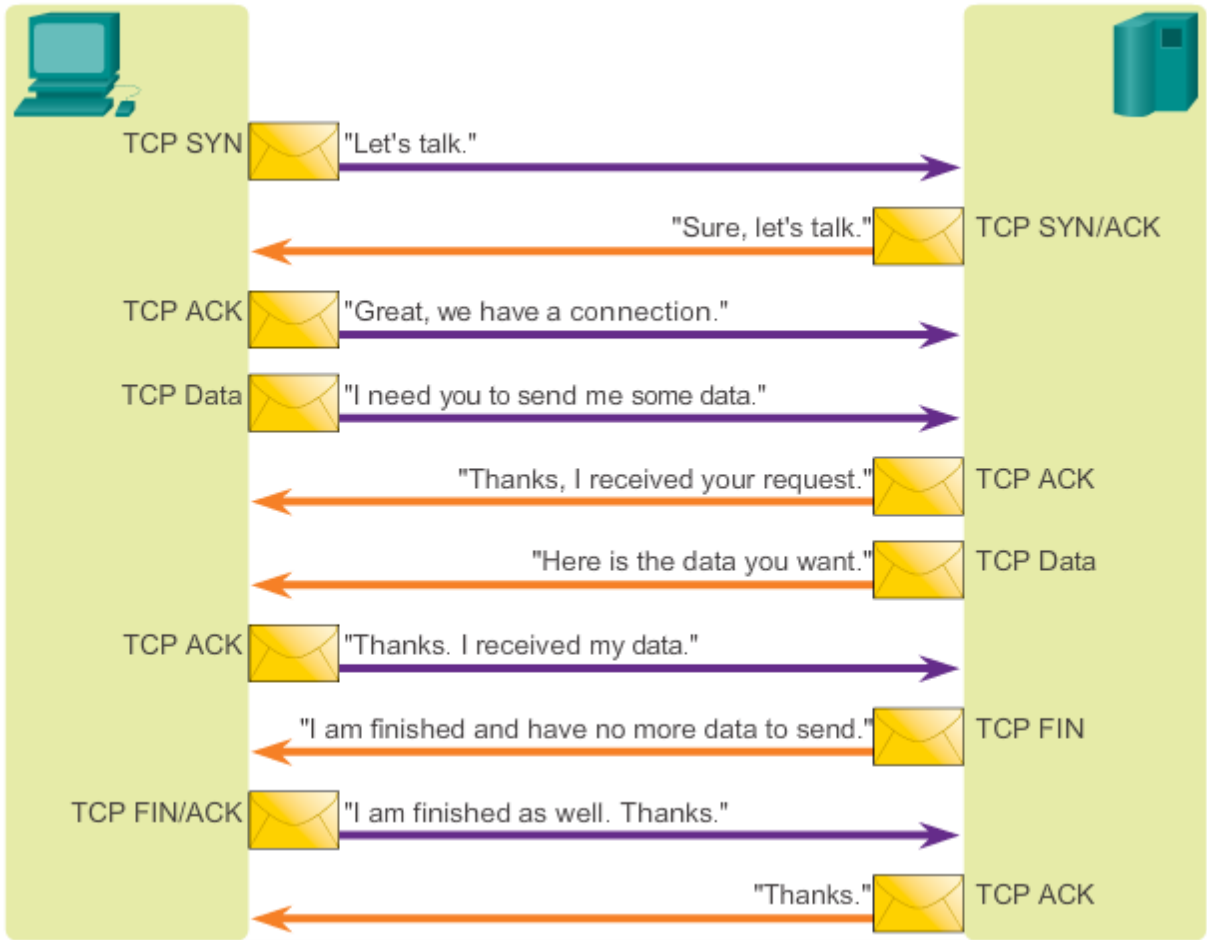 TCP SYN "Let's talk."
"Sure, let's talk." TCP SYN/ACK
TCP ACK "Great, we have a connection."
TCP Data "I need you to send me some data."
"Thanks, I received your request." TCP ACK
"Here is the data you want." TCP Data
TCP ACK "Thanks. I received my data."
"I am finished and have no more data to send." TCP FIN
TCP FIN/ACK "I am finished as well. Thanks."
"Thanks." TCP ACK